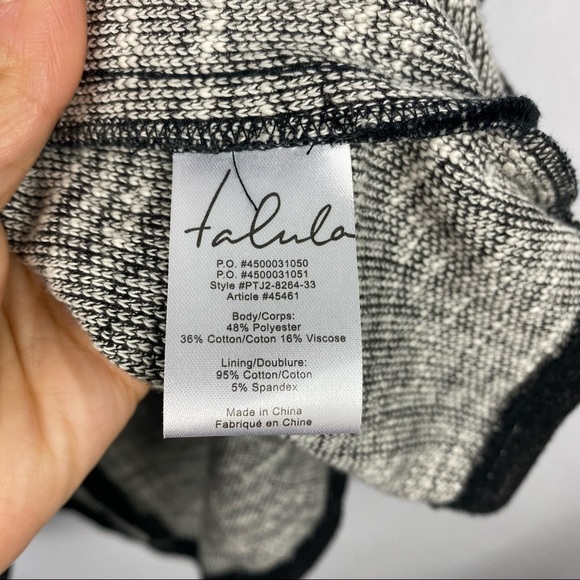 talula
P.O. #4500031050
P.O. #4500031051
Style #PTJ2-8264-33
Article #45461
Body/Corps:
48% Polyester
36% Cotton/Coton 16% Viscose
Lining/Doublure:
95% Cotton/Coton
5% Spandex
Made in China
Fabriqué en Chine